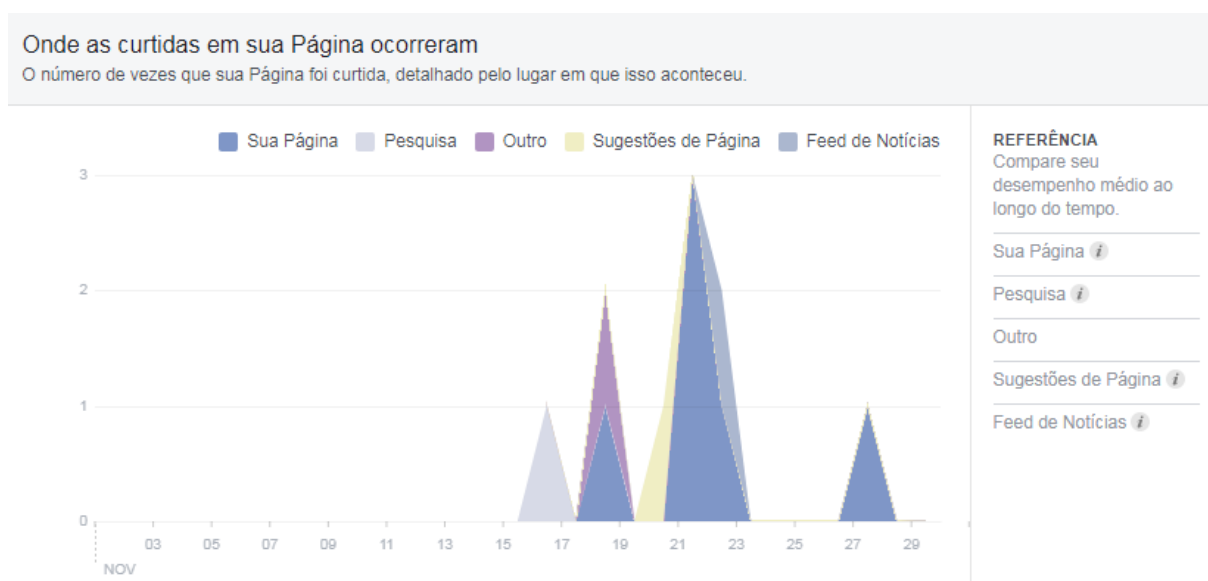 Onde as curtidas em sua Página ocorreram
O número de vezes que sua Página foi curtida, detalhado pelo lugar em que isso aconteceu.
Sua Página Pesquisa Outro Sugestões de Página Feed de Notícias
3
2
1
0
03 05 07 09 11 13 15 17 19 21 23 25 27 29
NOV
REFERÊNCIA
Compare seu
desempenho médio ao
longo do tempo.
Sua Página i
Pesquisa i
Outro
Sugestões de Página i
Feed de Notícias i